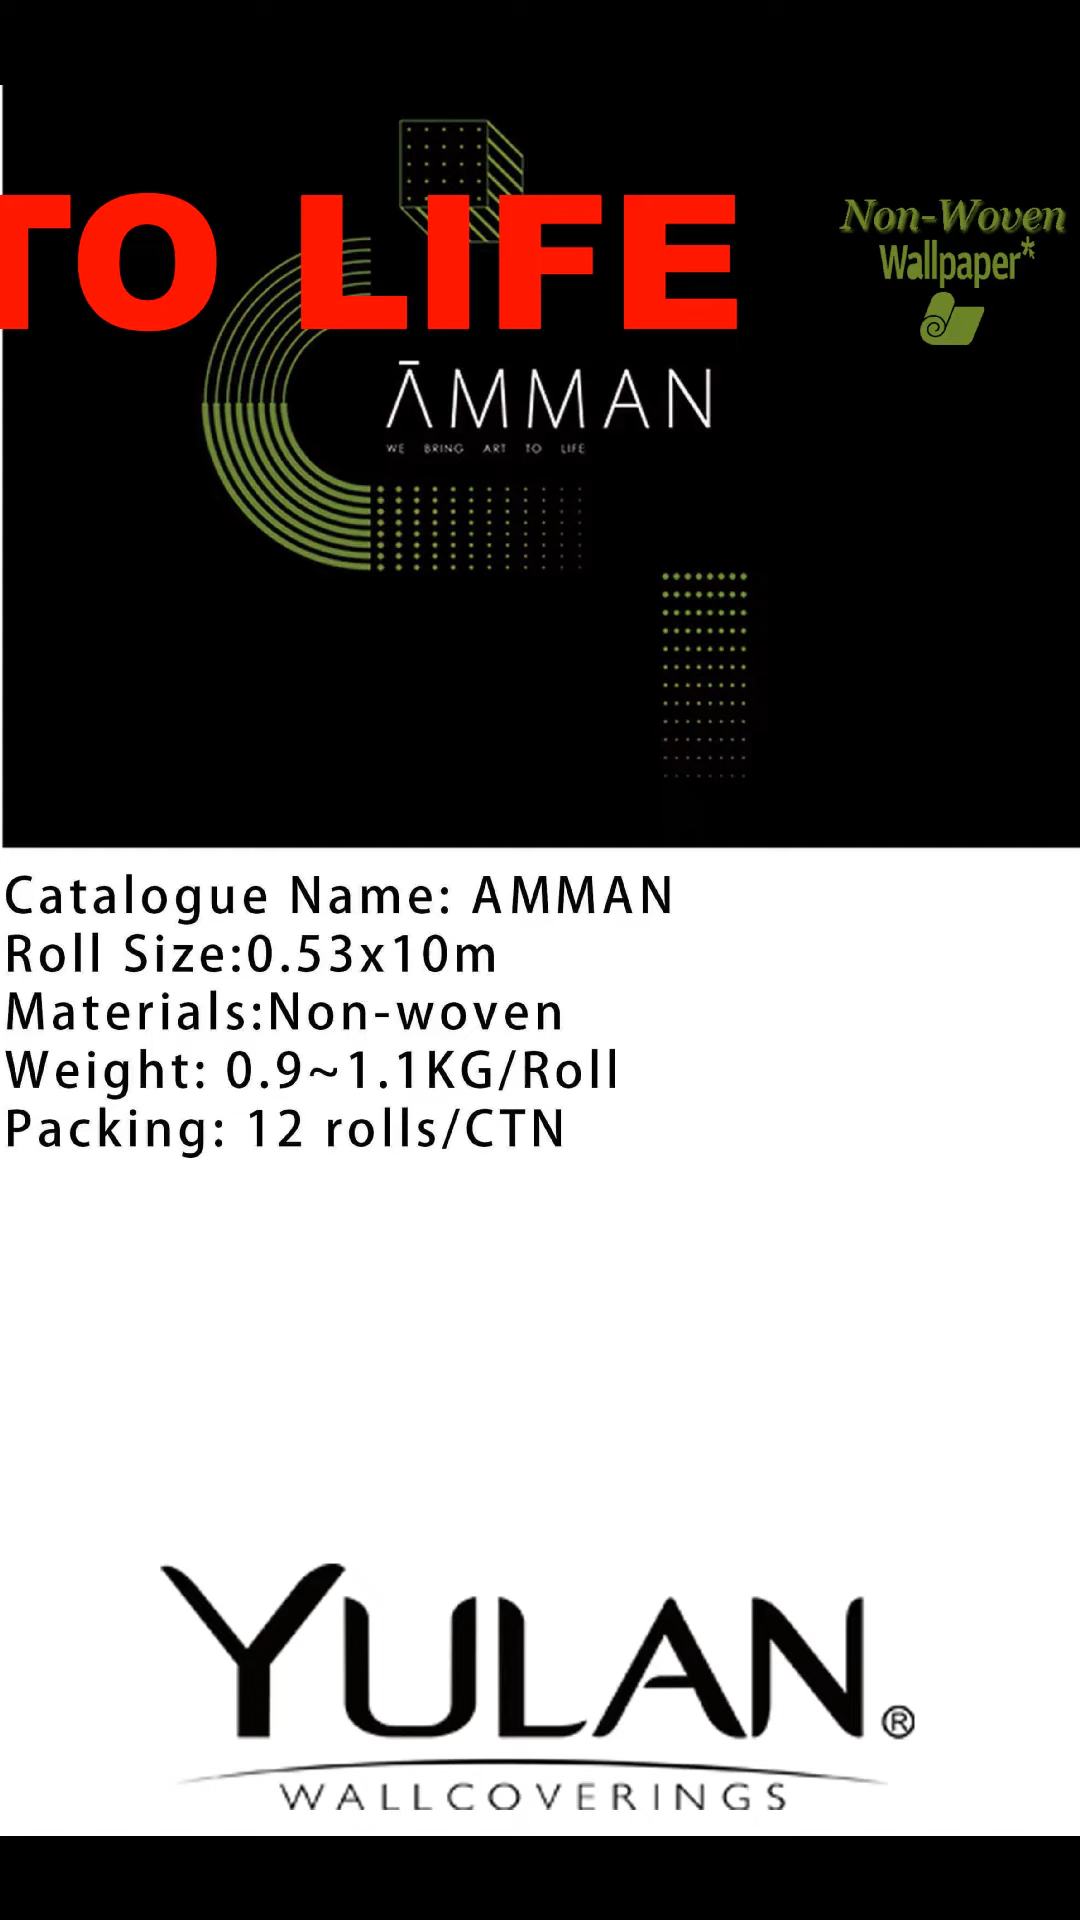 TO LIFE
Non-Woven
Wallpaper*
ĀMMAN
WE BRING ART TO LIFE
Catalogue Name: AMMAN
Roll Size:0.53x10m
Materials:Non-woven
Weight: 0.9~1.1KG/Roll
Packing: 12 rolls/CTN
YULAN®
WALLCOVERINGS